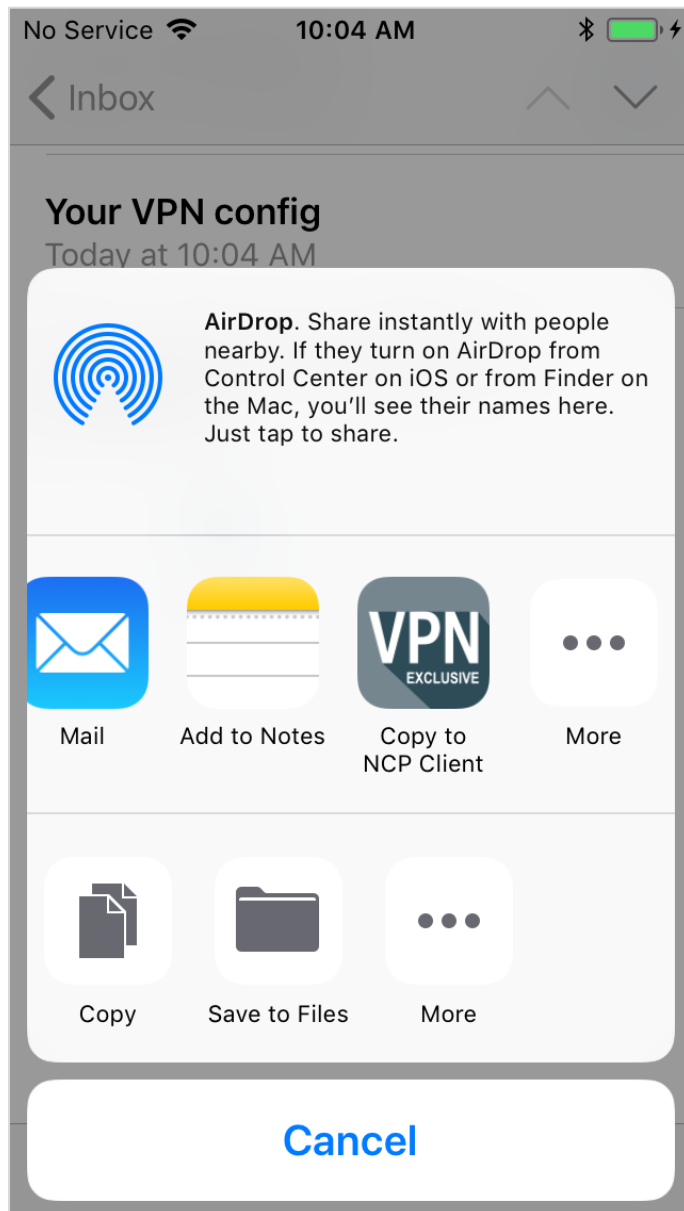 No Service 10:04 AM
Inbox
Your VPN config
Today at 10:04 AM
AirDrop. Share instantly with people
nearby. If they turn on AirDrop from
Control Center on iOS or from Finder on
the Mac, you’ll see their names here.
Just tap to share.
VPN
EXCLUSIVE
Mail
Add to Notes
Copy to
NCP Client
More
Copy
Save to Files
More
Cancel